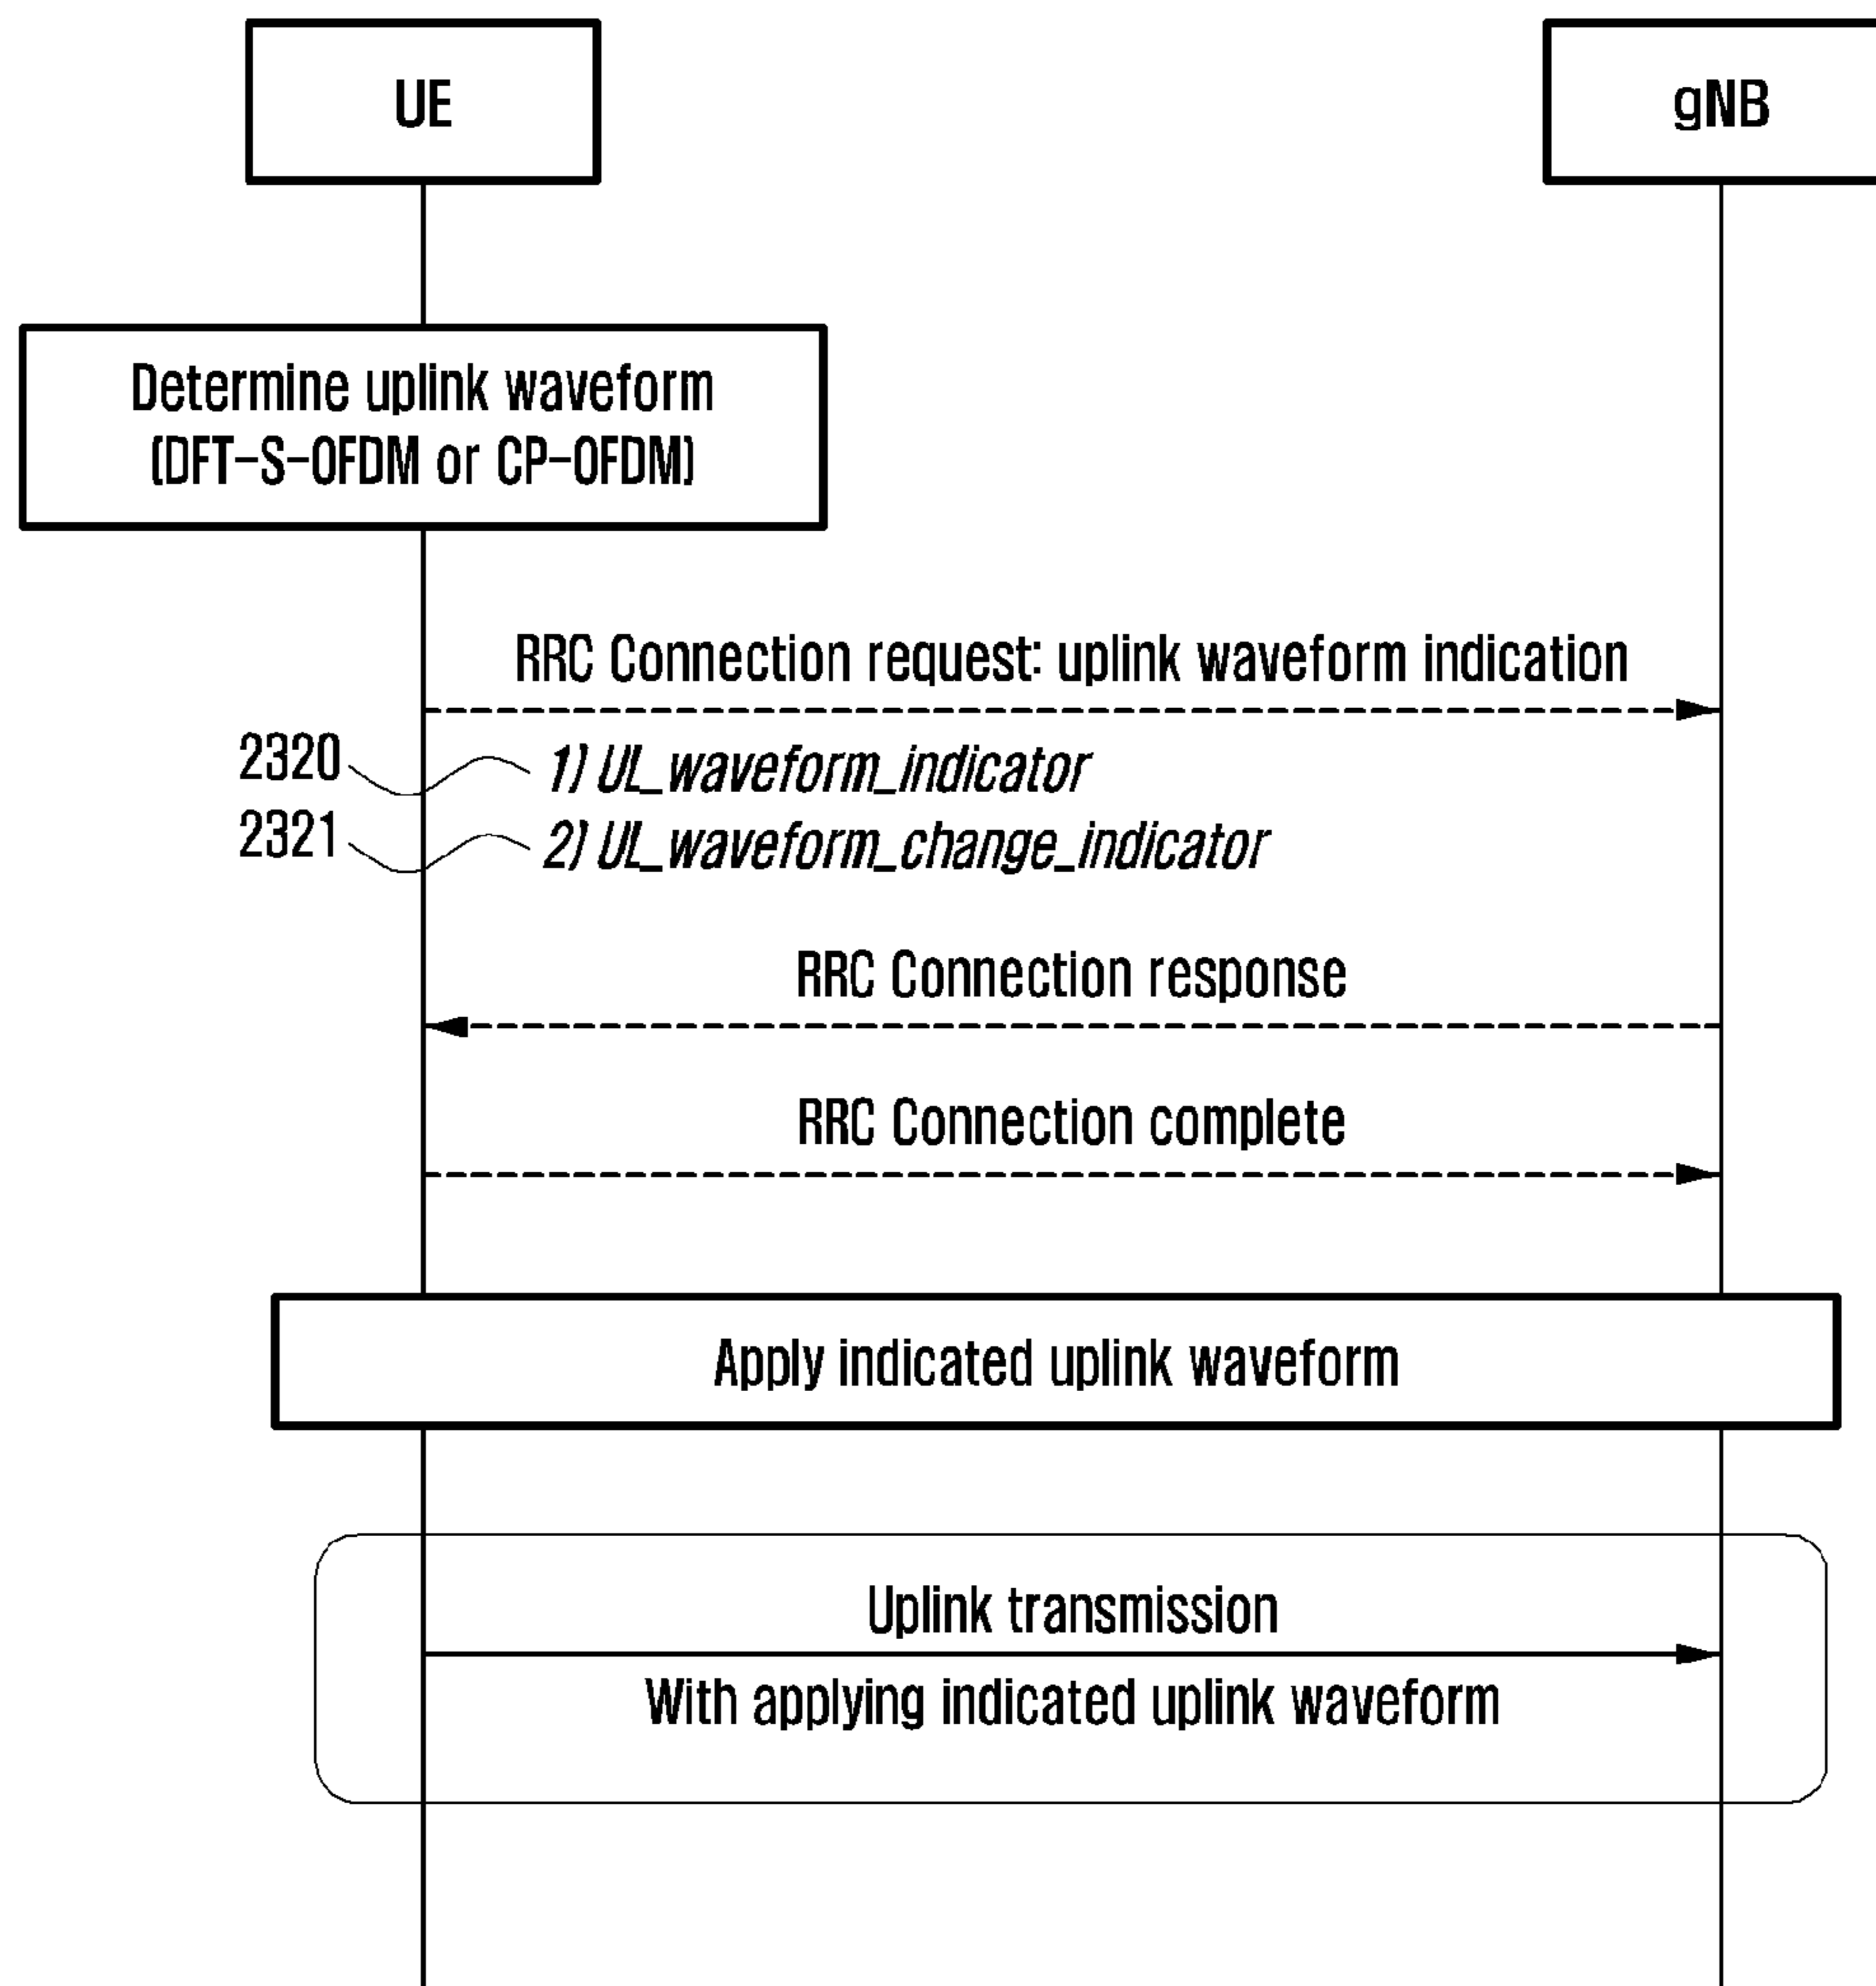 UE
gNB
Determine uplink waveform
(DFT-S-OFDM or CP-OFDM)
RRC Connection request: uplink waveform indication
2320
1) UL_waveform_indicator
2321
2) UL_waveform_change_indicator
RRC Connection response
RRC Connection complete
Apply indicated uplink waveform
Uplink transmission
With applying indicated uplink waveform